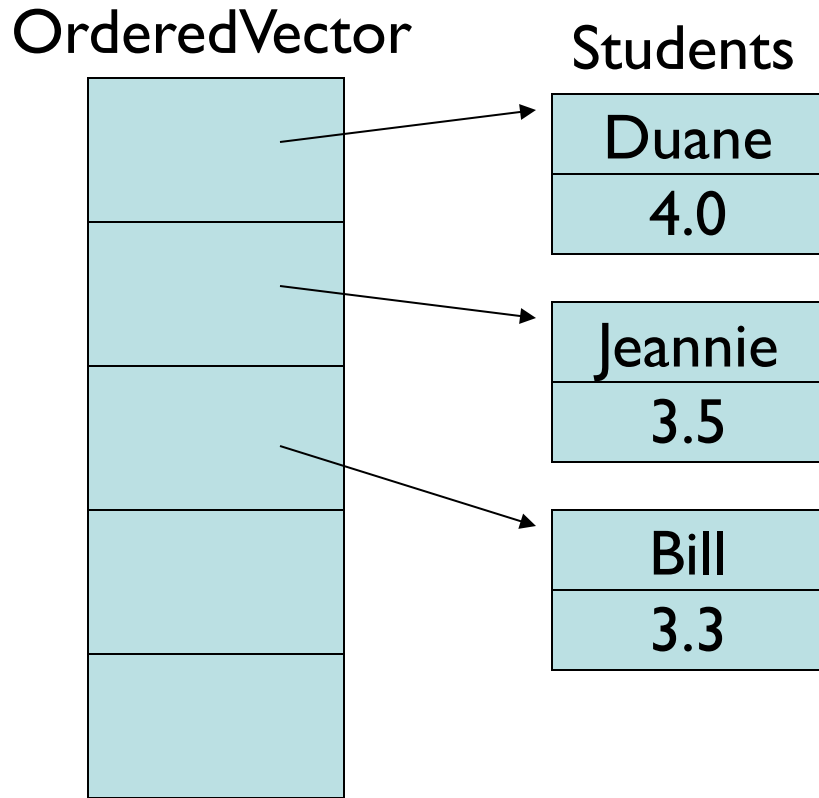 OrderedVector
Students
Duane
4.0
Jeannie
3.5
Bill
3.3